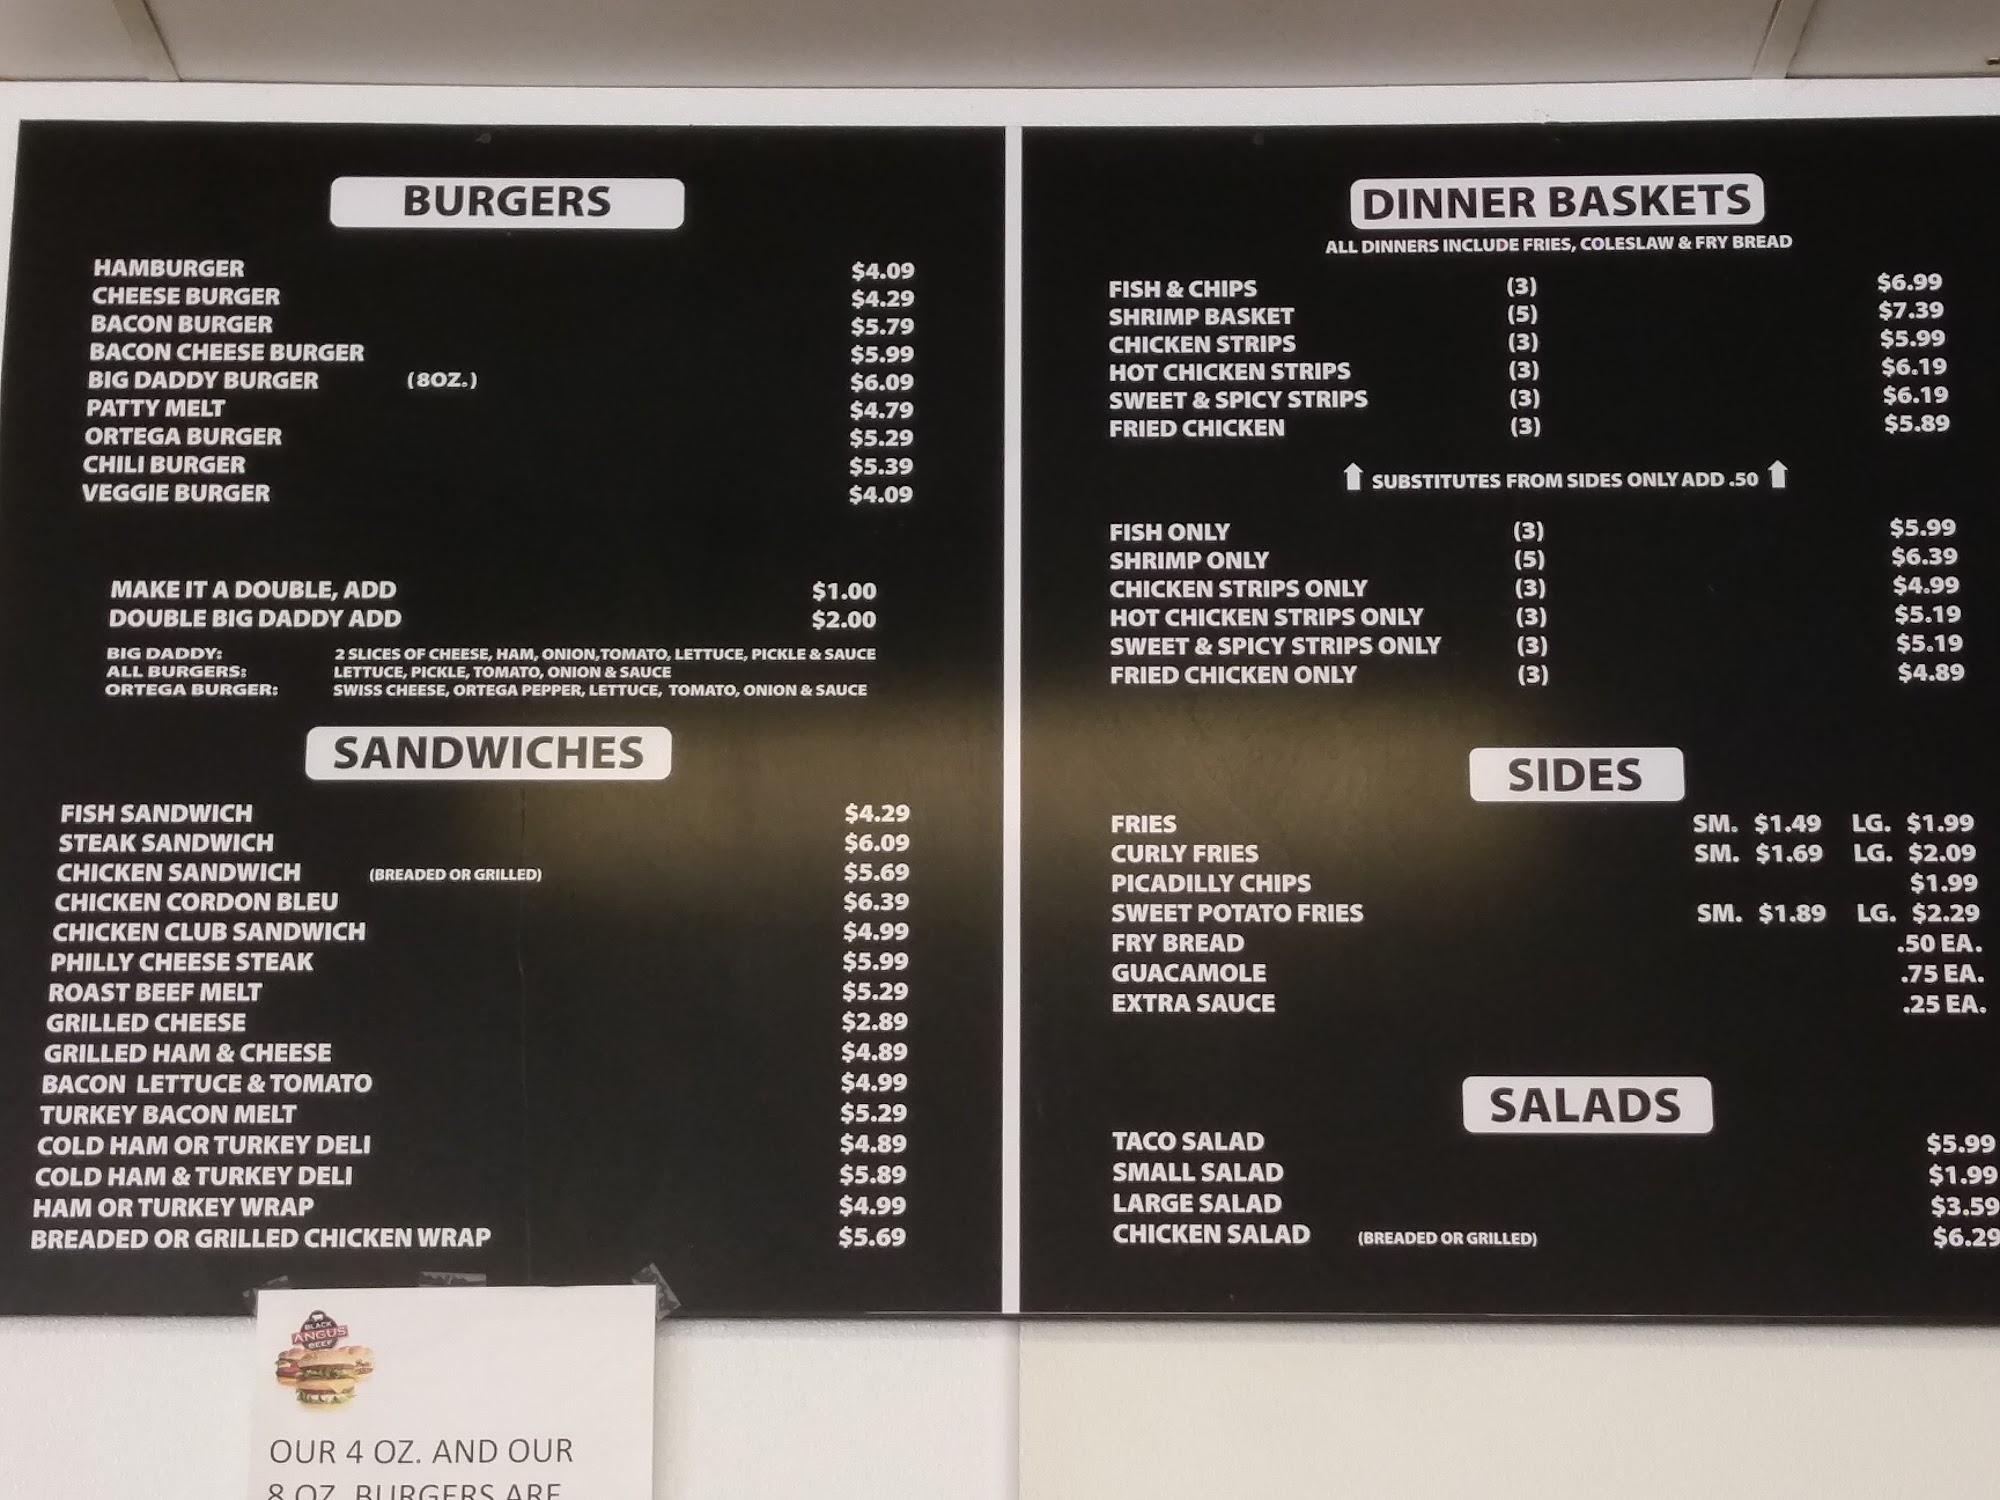 BURGERS
HAMBURGER $4.09
CHEESE BURGER $4.29
BACON BURGER $5.79
BACON CHEESE BURGER $5.99
BIG DADDY BURGER (8OZ.) $6.09
PATTY MELT $4.79
ORTEGA BURGER $5.29
CHILI BURGER $5.39
VEGGIE BURGER $4.09
MAKE IT A DOUBLE, ADD $1.00
DOUBLE BIG DADDY ADD $2.00
BIG DADDY: 2 SLICES OF CHEESE, HAM, ONION,TOMATO, LETTUCE, PICKLE & SAUCE
ALL BURGERS: LETTUCE, PICKLE, TOMATO, ONION & SAUCE
ORTEGA BURGER: SWISS CHEESE, ORTEGA PEPPER, LETTUCE, TOMATO, ONION & SAUCE
SANDWICHES
FISH SANDWICH $4.29
STEAK SANDWICH $6.09
CHICKEN SANDWICH (BREADED OR GRILLED) $5.69
CHICKEN CORDON BLEU $6.39
CHICKEN CLUB SANDWICH $4.99
PHILLY CHEESE STEAK $5.99
ROAST BEEF MELT $5.29
GRILLED CHEESE $2.89
GRILLED HAM & CHEESE $4.89
BACON LETTUCE & TOMATO $4.99
TURKEY BACON MELT $5.29
COLD HAM OR TURKEY DELI $4.89
COLD HAM & TURKEY DELI $5.89
HAM OR TURKEY WRAP $4.99
BREADED OR GRILLED CHICKEN WRAP $5.69
DINNER BASKETS
ALL DINNERS INCLUDE FRIES, COLESLAW & FRY BREAD
FISH & CHIPS (3) $6.99
SHRIMP BASKET (5) $7.39
CHICKEN STRIPS (3) $5.99
HOT CHICKEN STRIPS (3) $6.19
SWEET & SPICY STRIPS (3) $6.19
FRIED CHICKEN (3) $5.89
SUBSTITUTES FROM SIDES ONLY ADD .50
FISH ONLY (3) $5.99
SHRIMP ONLY (5) $6.39
CHICKEN STRIPS ONLY (3) $4.99
HOT CHICKEN STRIPS ONLY (3) $5.19
SWEET & SPICY STRIPS ONLY (3) $5.19
FRIED CHICKEN ONLY (3) $4.89
SIDES
FRIES SM. $1.49 LG. $1.99
CURLY FRIES SM. $1.69 LG. $2.09
PICADILLY CHIPS $1.99
SWEET POTATO FRIES SM. $1.89 LG. $2.29
FRY BREAD .50 EA.
GUACAMOLE .75 EA.
EXTRA SAUCE .25 EA.
SALADS
TACO SALAD $5.99
SMALL SALAD $1.99
LARGE SALAD $3.59
CHICKEN SALAD (BREADED OR GRILLED) $6.29
BLACK
ANGUS
BEEF
OUR 4 OZ. AND OUR
8 OZ. BURGERS ARE